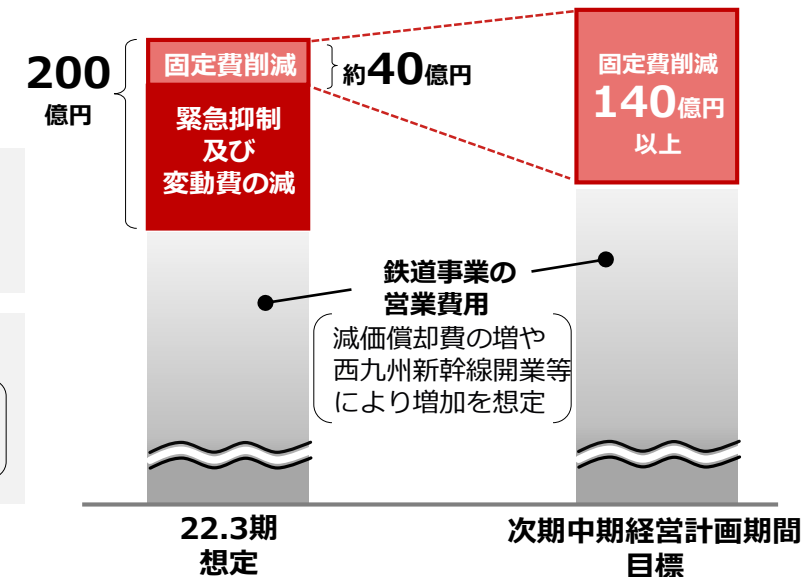 200
億円
固定費削減
約40億円
緊急抑制
及び
変動費の減
固定費削減
140億円
以上
鉄道事業の
営業費用
減価償却費の増や
西九州新幹線開業等
により増加を想定
22.3期
想定
次期中期経営計画期間
目標